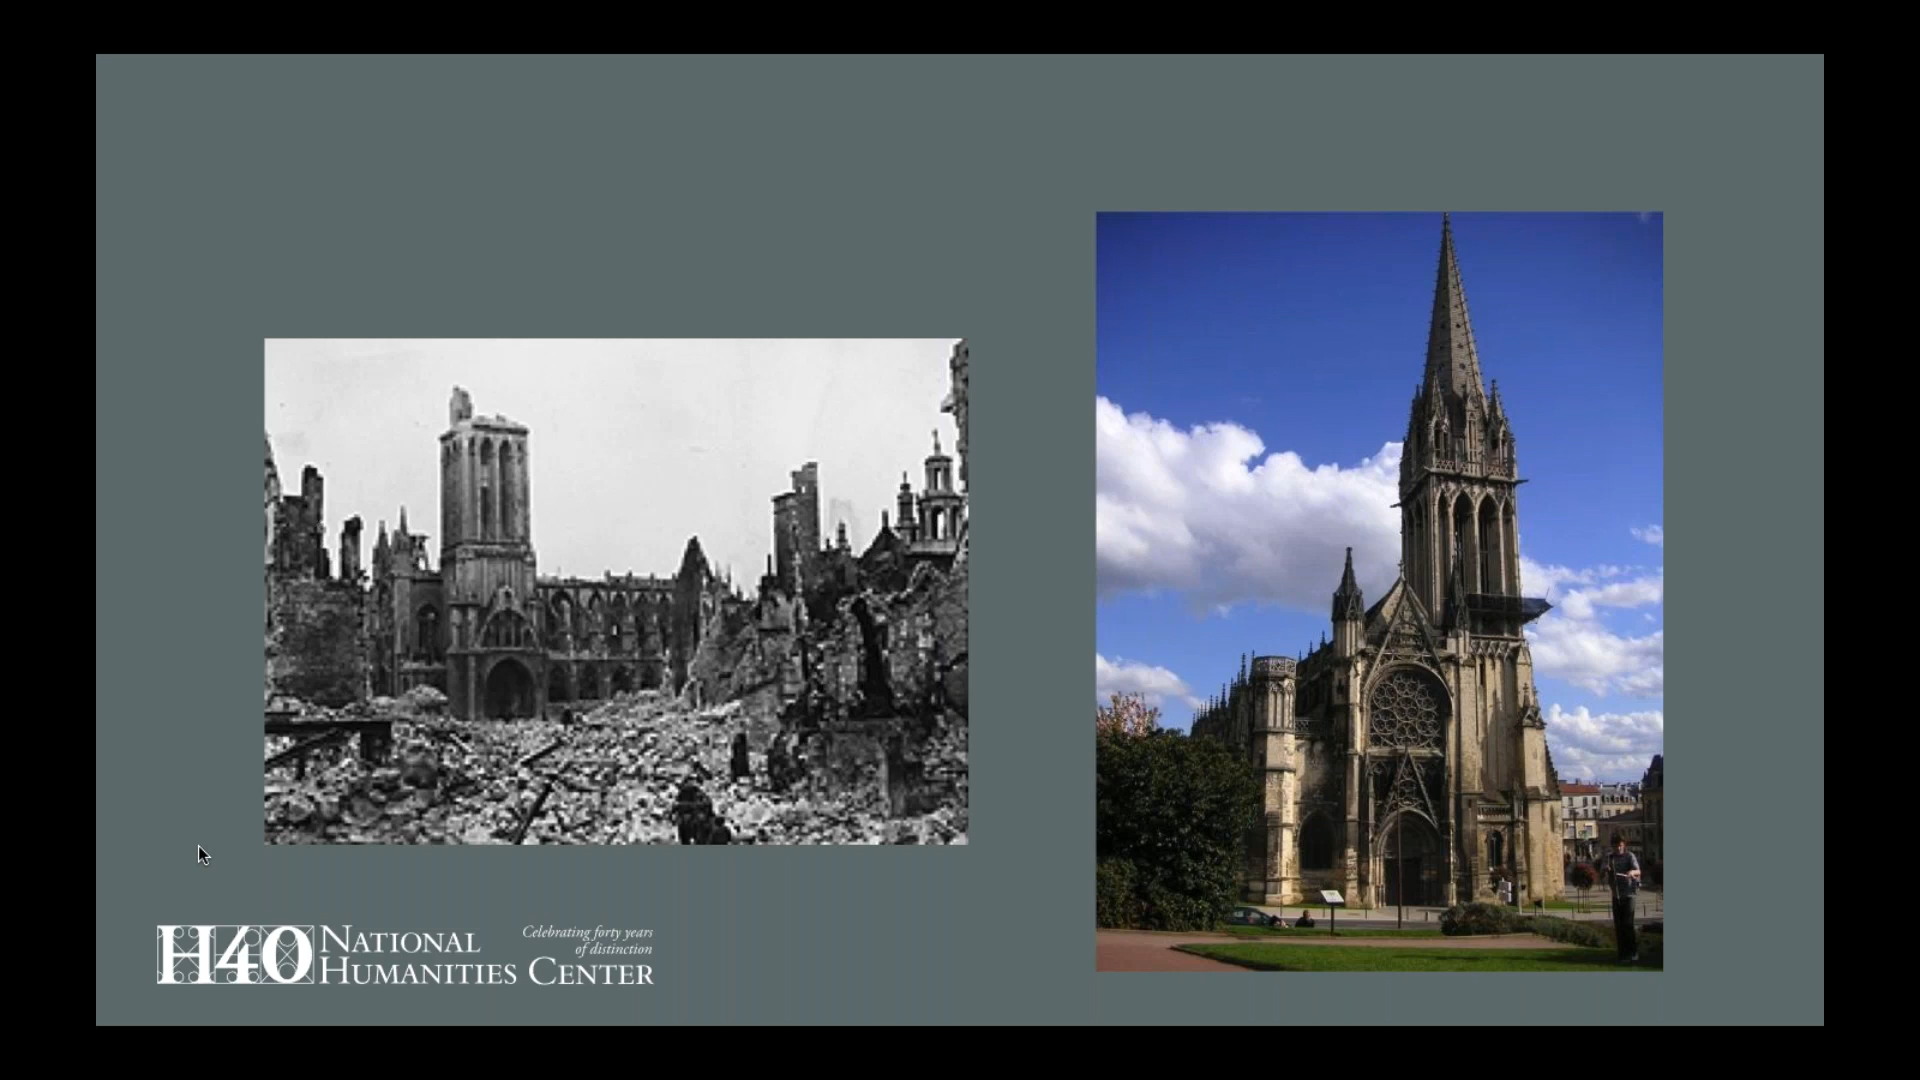 H40 NATIONAL
HUMANITIES CENTER
Celebrating forty years
of distinction